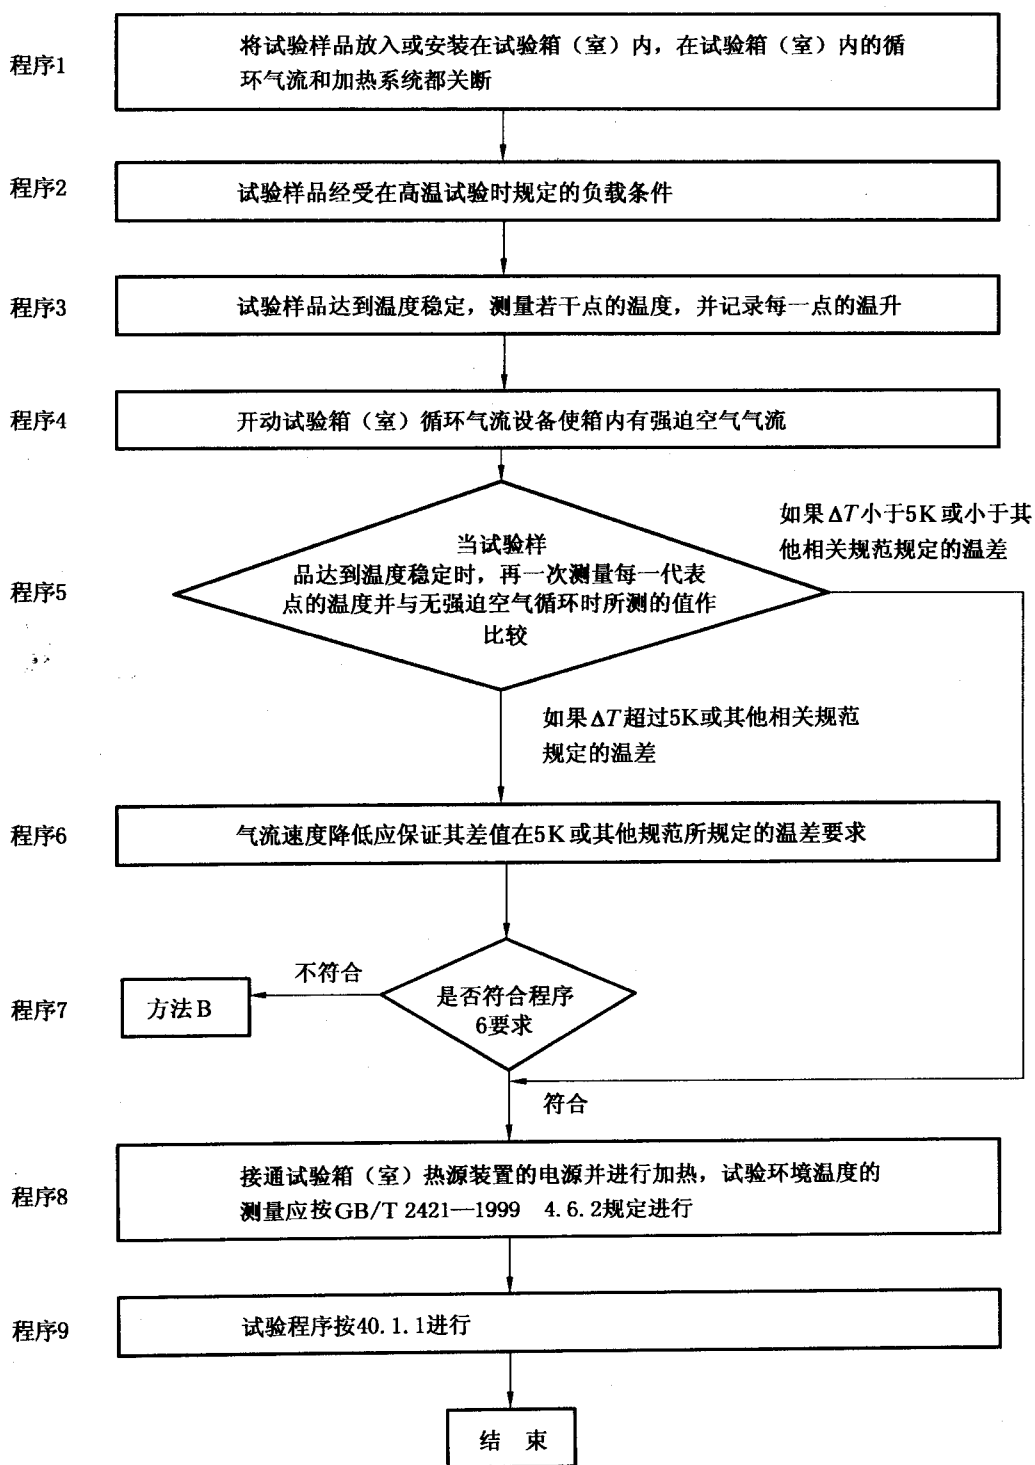 程序1
将试验样品放入或安装在试验箱（室）内，在试验箱（室）内的循
环气流和加热系统都关断
程序2
试验样品经受在高温试验时规定的负载条件
程序3
试验样品达到温度稳定，测量若干点的温度，并记录每一点的温升
程序4
开动试验箱（室）循环气流设备使箱内有强迫空气气流
如果ΔT小于5K或小于其
他相关规范规定的温差
程序5
当试验样
品达到温度稳定时，再一次测量每一代表
点的温度并与无强迫空气循环时所测的值作
比较
如果ΔT超过5K或其他相关规范
规定的温差
程序6
气流速度降低应保证其差值在5K或其他规范所规定的温差要求
程序7
不符合
方法B
是否符合程序
6要求
符合
程序8
接通试验箱（室）热源装置的电源并进行加热，试验环境温度的
测量应按GB/T 2421—1999 4.6.2规定进行
程序9
试验程序按40.1.1进行
结 束